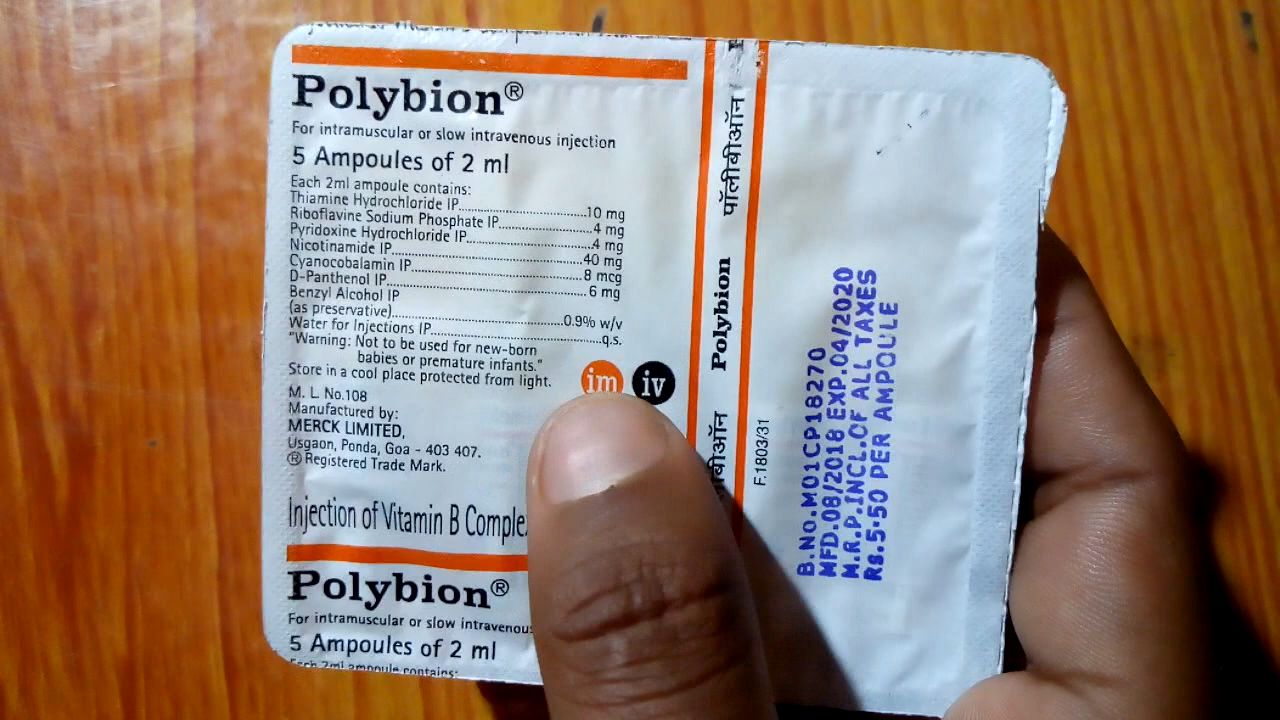 Polybion®
For intramuscular or slow intravenous injection
5 Ampoules of 2 ml
Each 2ml ampoule contains:
Thiamine Hydrochloride IP..........10 mg
Riboflavine Sodium Phosphate IP..........4 mg
Pyridoxine Hydrochloride IP..........4 mg
Nicotinamide IP..........40 mg
Cyanocobalamin IP..........8 mcg
D-Panthenol IP..........6 mg
Benzyl Alcohol IP
(as preservative)..........0.9% w/v
Water for Injections IP..........q.s.
"Warning: Not to be used for new-born
babies or premature infants."
Store in a cool place protected from light.
im iv
M. L. No.108
Manufactured by:
MERCK LIMITED,
Usgaon, Ponda, Goa - 403 407.
® Registered Trade Mark.
Injection of Vitamin B
Polybion®
For intramuscular or slow
5 Ampoules of 2 ml
Each 2ml ampoule contains:
पॉलीबीऑन
Polybion
F.1803/31
B.No.M01CP18270
MFD.08/2018 EXP.04/2020
M.R.P.INCL.OF ALL TAXES
Rs.5.50 PER AMPOULE